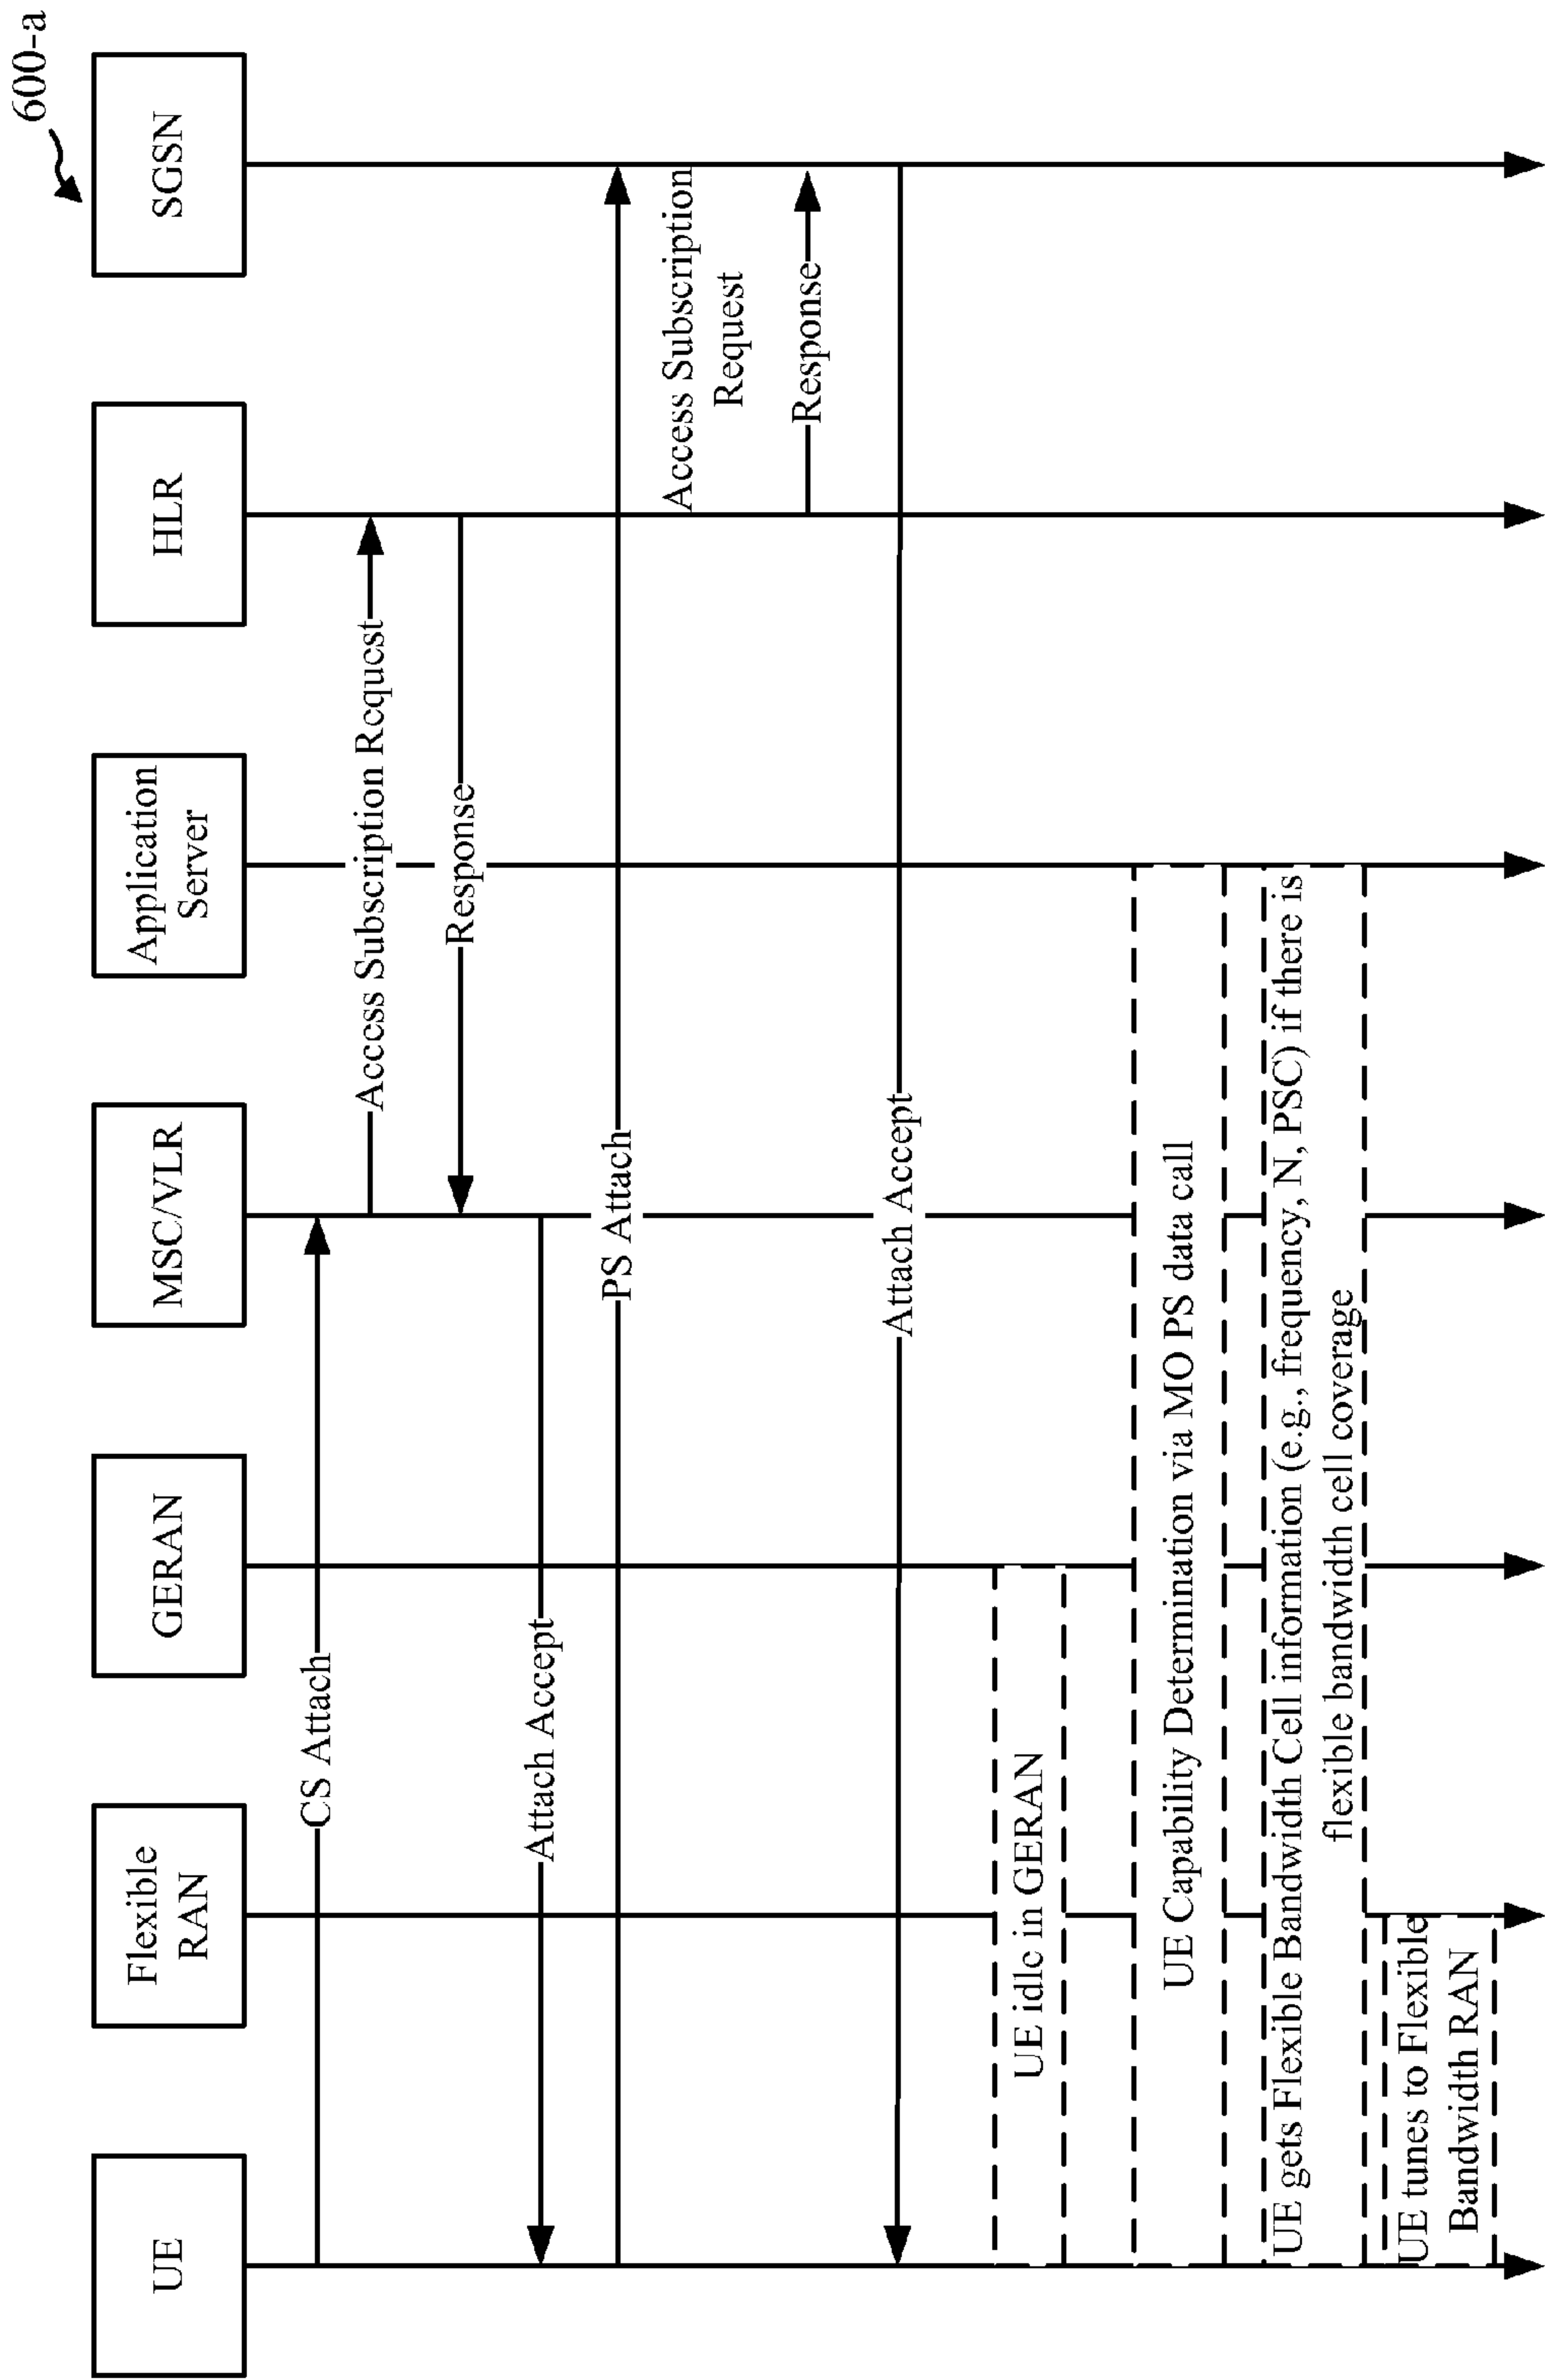 600-a
UE
Flexible
RAN
GERAN
MSC/VLR
Application
Server
HLR
SGSN
CS Attach
Access Subscription Request
Response
Attach Accept
PS Attach
Access Subscription
Request
Response
Attach Accept
UE idle in GERAN
UE Capability Determination via MO PS data call
UE gets Flexible Bandwidth Cell information (e.g., frequency, N, PSC) if there is
flexible bandwidth cell coverage
UE tunes to Flexible
Bandwidth RAN